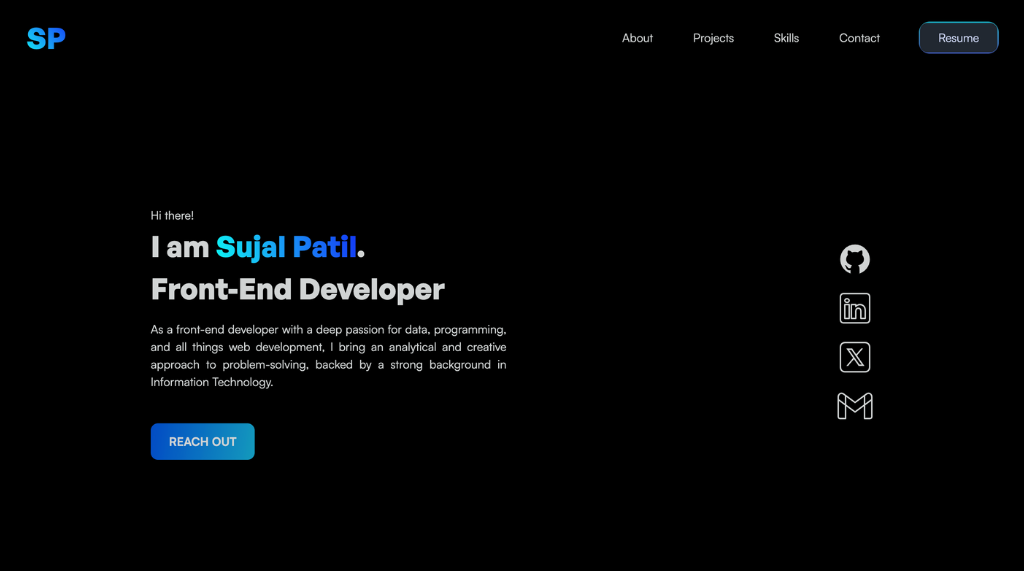 SP
About
Projects
Skills
Contact
Resume
Hi there!
I am Sujal Patil.
Front-End Developer
As a front-end developer with a deep passion for data, programming,
and all things web development, I bring an analytical and creative
approach to problem-solving, backed by a strong background in
Information Technology.
in
X
REACH OUT